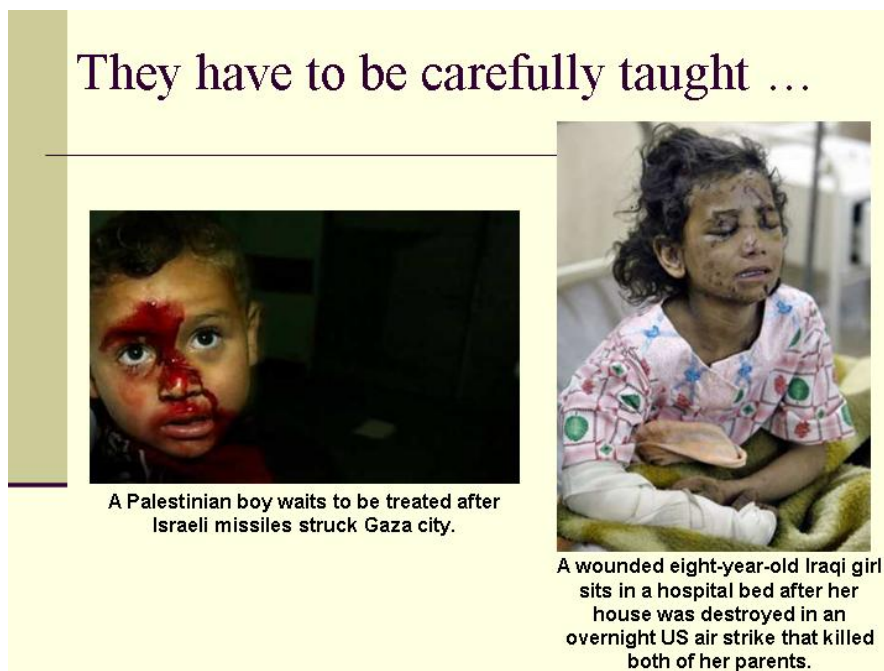 They have to be carefully taught …
A Palestinian boy waits to be treated after
Israeli missiles struck Gaza city.
A wounded eight-year-old Iraqi girl
sits in a hospital bed after her
house was destroyed in an
overnight US air strike that killed
both of her parents.